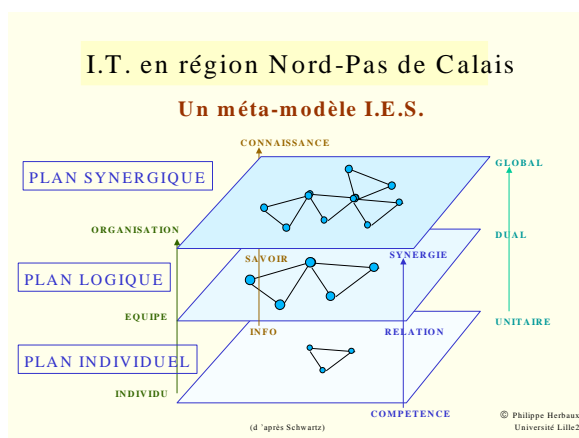 I.T. en région Nord-Pas de Calais
Un méta-modèle I.E.S.
CONNAISSANCE
GLOBAL
PLAN SYNERGIQUE
ORGANISATION
DUAL
SAVOIR
SYNERGIE
PLAN LOGIQUE
EQUIPE
UNITAIRE
INFO
RELATION
PLAN INDIVIDUEL
INDIVIDU
COMPETENCE
© Philippe Herbaux
(d 'après Schwartz)
Université Lille2